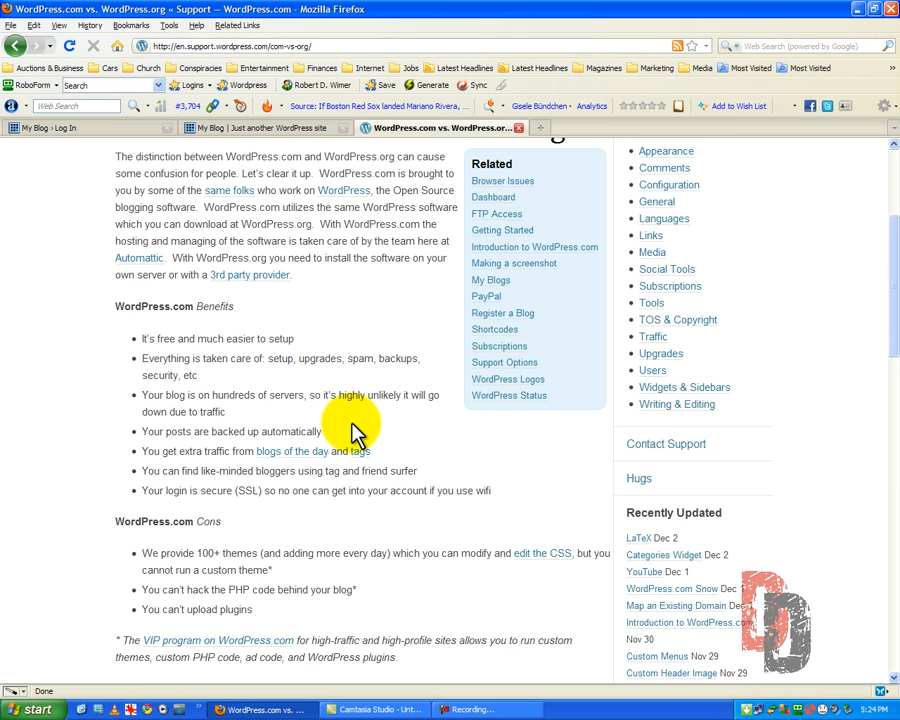 WordPress.com vs. WordPress.org « Support — WordPress.com - Mozilla Firefox
File Edit View History Bookmarks Tools Help Related Links
http://en.support.wordpress.com/com-vs-org/
Web Search (powered by Google)
Auctions & Business Cars Church Conspiracies Entertainment Finances Internet Jobs Latest Headlines Latest Headlines Magazines Marketing Media Most Visited Most Visited
RoboForm Search Logins Wordpress Robert D. Wimer Save Generate Sync
Web Search #3,704 Source: If Boston Red Sox landed Mariano Rivera, ... Gisele Bündchen Analytics Add to Wish List
My Blog › Log In
My Blog | Just another WordPress site
WordPress.com vs. WordPress.or...
The distinction between WordPress.com and WordPress.org can cause
some confusion for people. Let's clear it up. WordPress.com is brought to
you by some of the same folks who work on WordPress, the Open Source
blogging software. WordPress.com utilizes the same WordPress software
which you can download at WordPress.org. With WordPress.com the
hosting and managing of the software is taken care of by the team here at
Automattic. With WordPress.org you need to install the software on your
own server or with a 3rd party provider.
WordPress.com Benefits
It's free and much easier to setup
Everything is taken care of: setup, upgrades, spam, backups,
security, etc
Your blog is on hundreds of servers, so it's highly unlikely it will go
down due to traffic
Your posts are backed up automatically
You get extra traffic from blogs of the day and tags
You can find like-minded bloggers using tag and friend surfer
Your login is secure (SSL) so no one can get into your account if you use wifi
WordPress.com Cons
We provide 100+ themes (and adding more every day) which you can modify and edit the CSS, but you
cannot run a custom theme*
You can't hack the PHP code behind your blog*
You can't upload plugins
* The VIP program on WordPress.com for high-traffic and high-profile sites allows you to run custom
themes, custom PHP code, ad code, and WordPress plugins.
Related
Browser Issues
Dashboard
FTP Access
Getting Started
Introduction to WordPress.com
Making a screenshot
My Blogs
PayPal
Register a Blog
Shortcodes
Subscriptions
Support Options
WordPress Logos
WordPress Status
Appearance
Comments
Configuration
General
Languages
Links
Media
Social Tools
Subscriptions
Tools
TOS & Copyright
Traffic
Upgrades
Users
Widgets & Sidebars
Writing & Editing
Contact Support
Hugs
Recently Updated
LaTeX Dec 2
Categories Widget Dec 2
YouTube Dec 1
WordPress.com Snow Dec 1
Map an Existing Domain Dec 1
Introduction to WordPress.com
Nov 30
Custom Menus Nov 29
Custom Header Image Nov 29
DD
Done
start
WordPress.com vs. ...
Camtasia Studio - Unt...
Recording...
5:24 PM